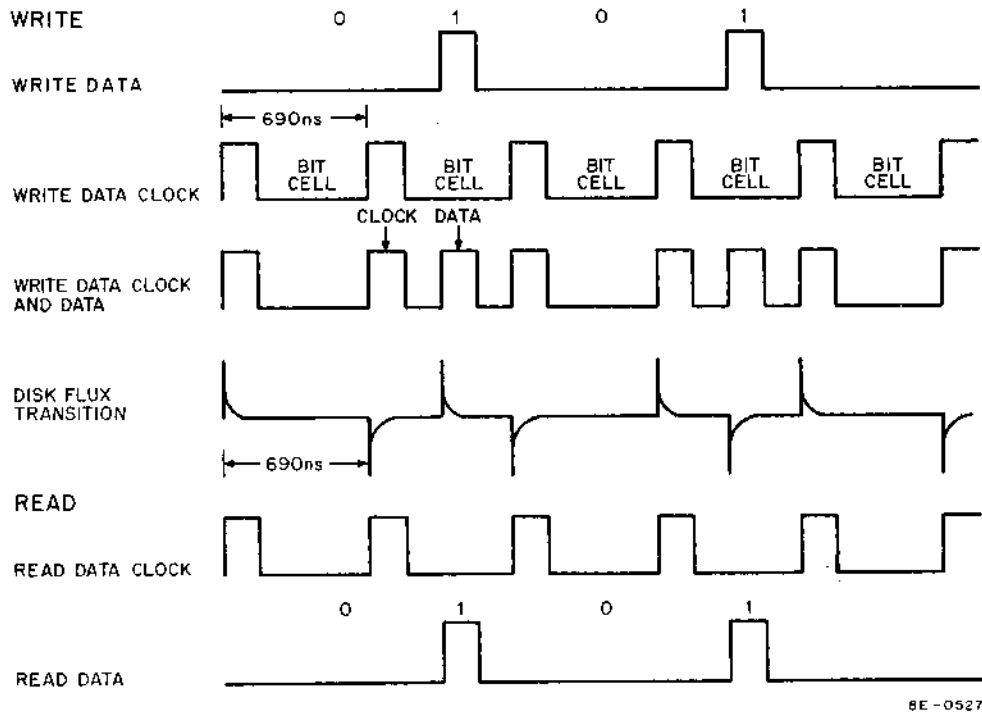 WRITE
0 1 0 1
WRITE DATA
690ns
BIT BIT BIT BIT BIT
CELL CELL CELL CELL CELL
WRITE DATA CLOCK
CLOCK DATA
WRITE DATA CLOCK
AND DATA
DISK FLUX
TRANSITION
690ns
READ
READ DATA CLOCK
0 1 0 1
READ DATA
8E-0527